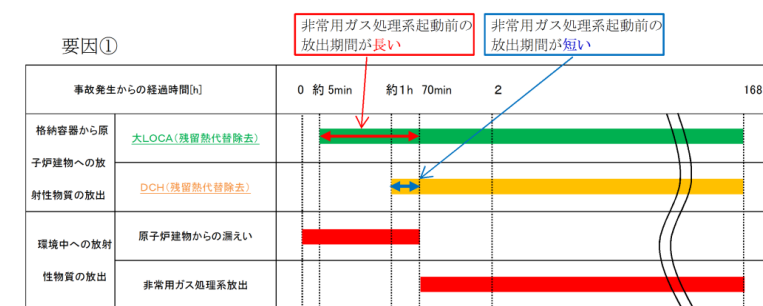 要因①
非常用ガス処理系起動前の
放出期間が長い
非常用ガス処理系起動前の
放出期間が短い
事故発生からの経過時間[h]
0 約5min 約1h 70min 2 168
格納容器から原
子炉建物への放
射性物質の放出
大LOCA(残留熱代替除去)
DCH(残留熱代替除去)
環境中への放射
性物質の放出
原子炉建物からの漏えい
非常用ガス処理系放出